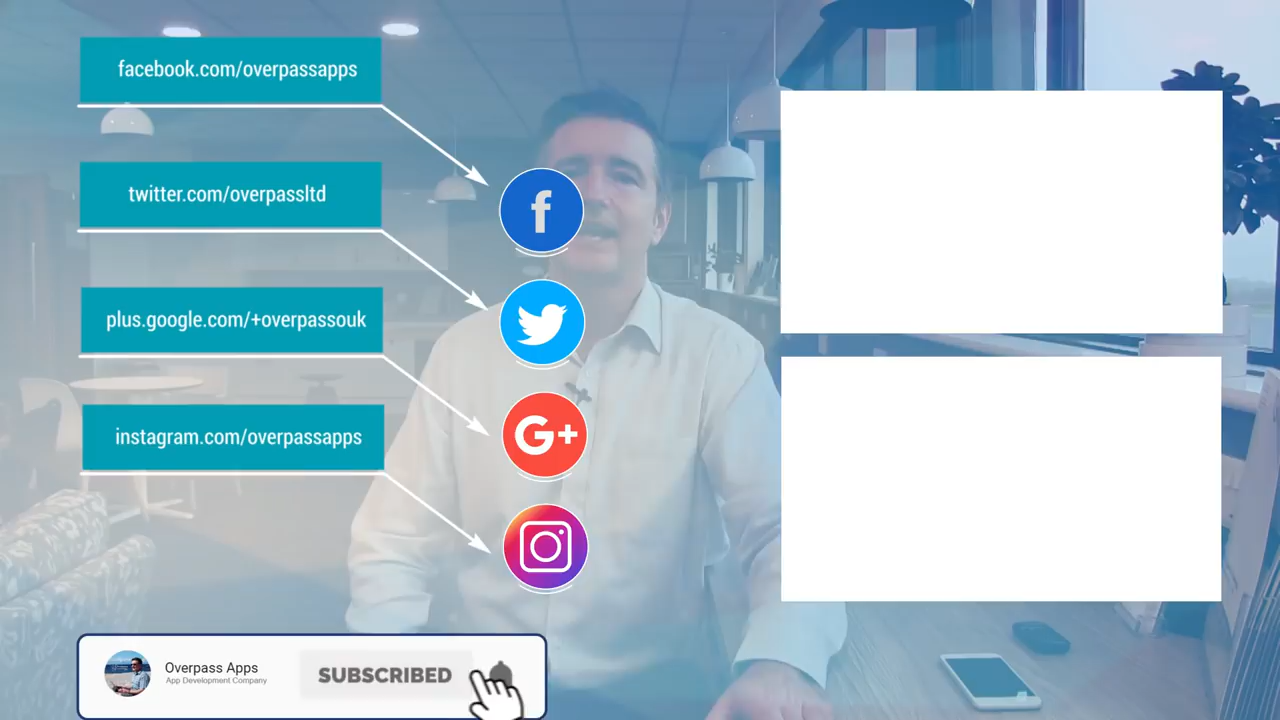 facebook.com/overpassapps
twitter.com/overpassltd
plus.google.com/+overpassouk
instagram.com/overpassapps
f
G+
Overpass Apps
App Development Company
SUBSCRIBED